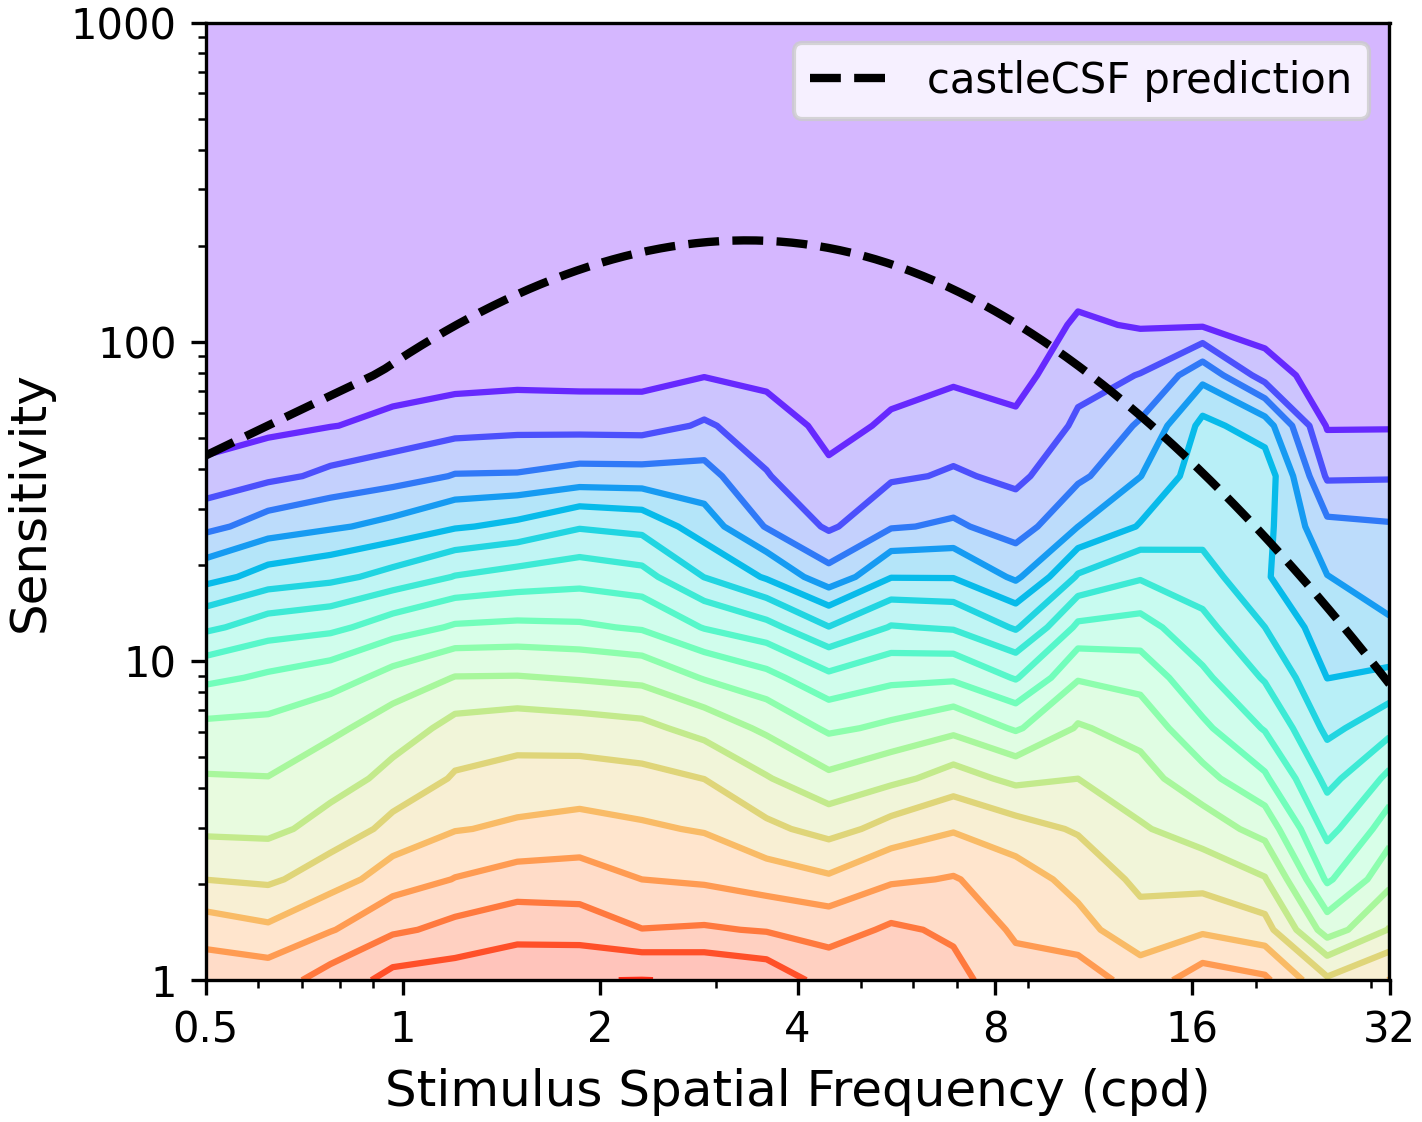 1000
castleCSF prediction
100
Sensitivity
10
1
0.5 1 2 4 8 16 32
Stimulus Spatial Frequency (cpd)